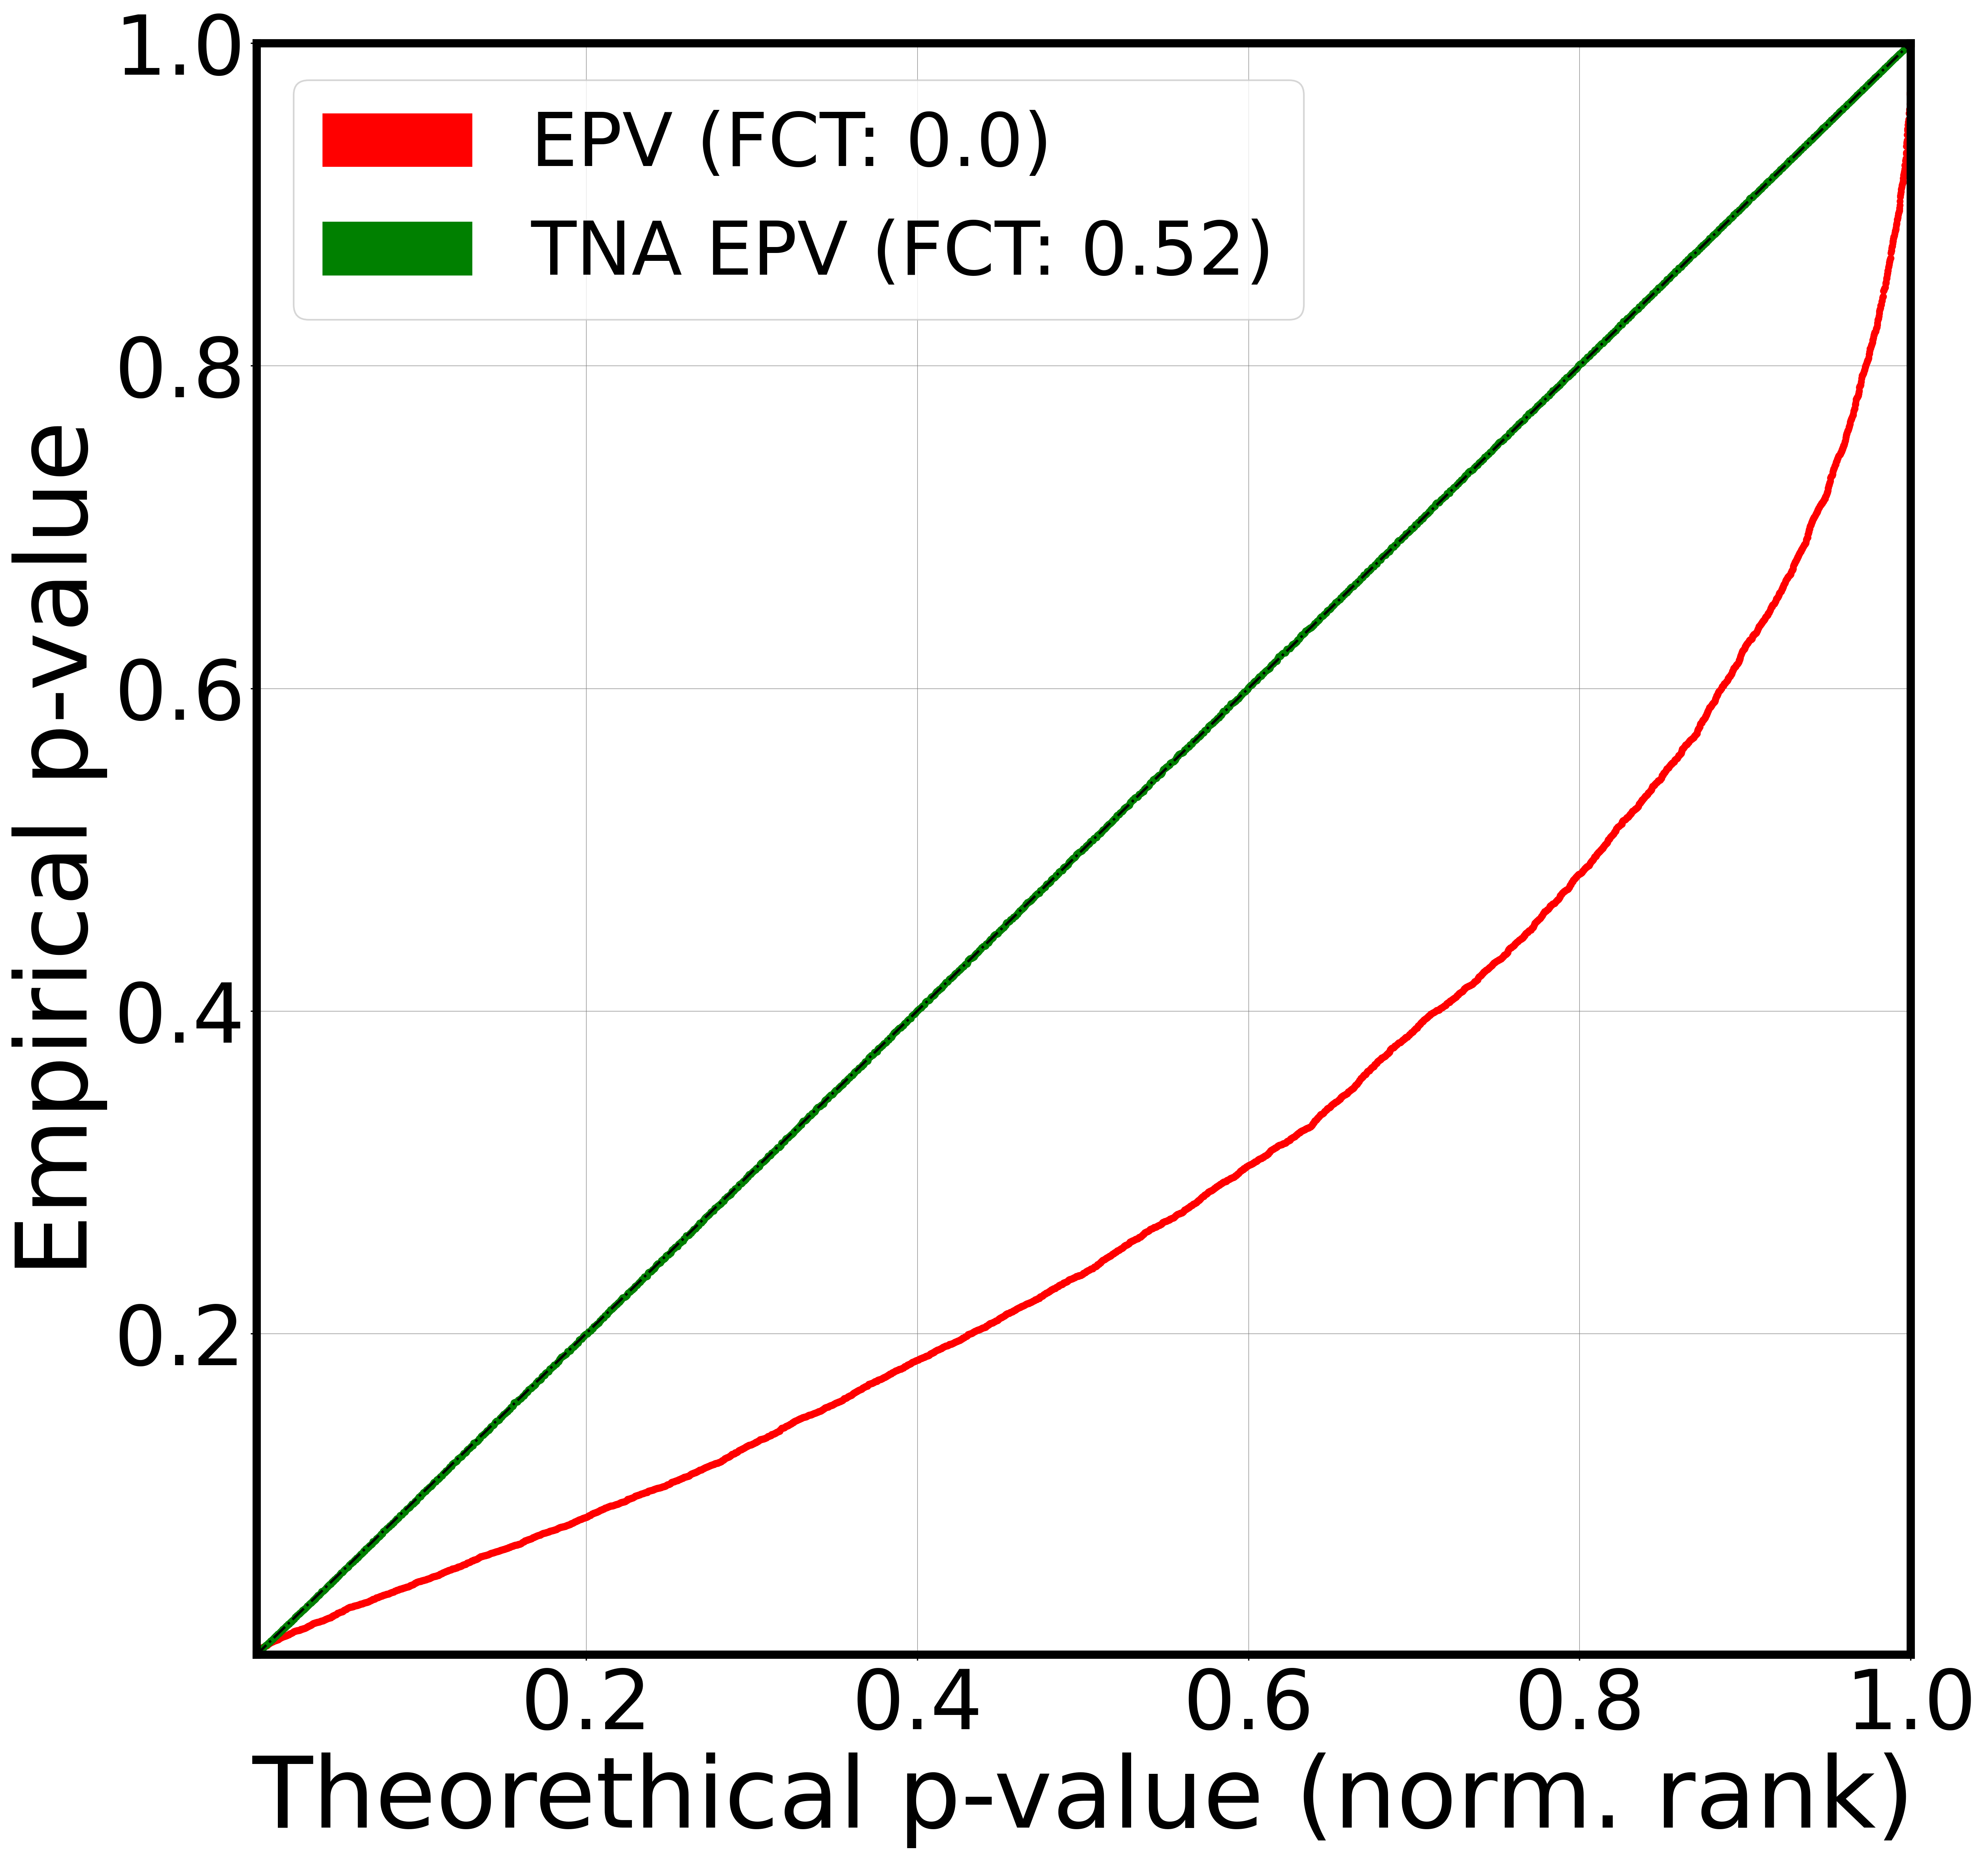 1.0
0.8
0.6
0.4
0.2
Empirical p-value
EPV (FCT: 0.0)
TNA EPV (FCT: 0.52)
0.2 0.4 0.6 0.8 1.0
Theorethical p-value (norm. rank)